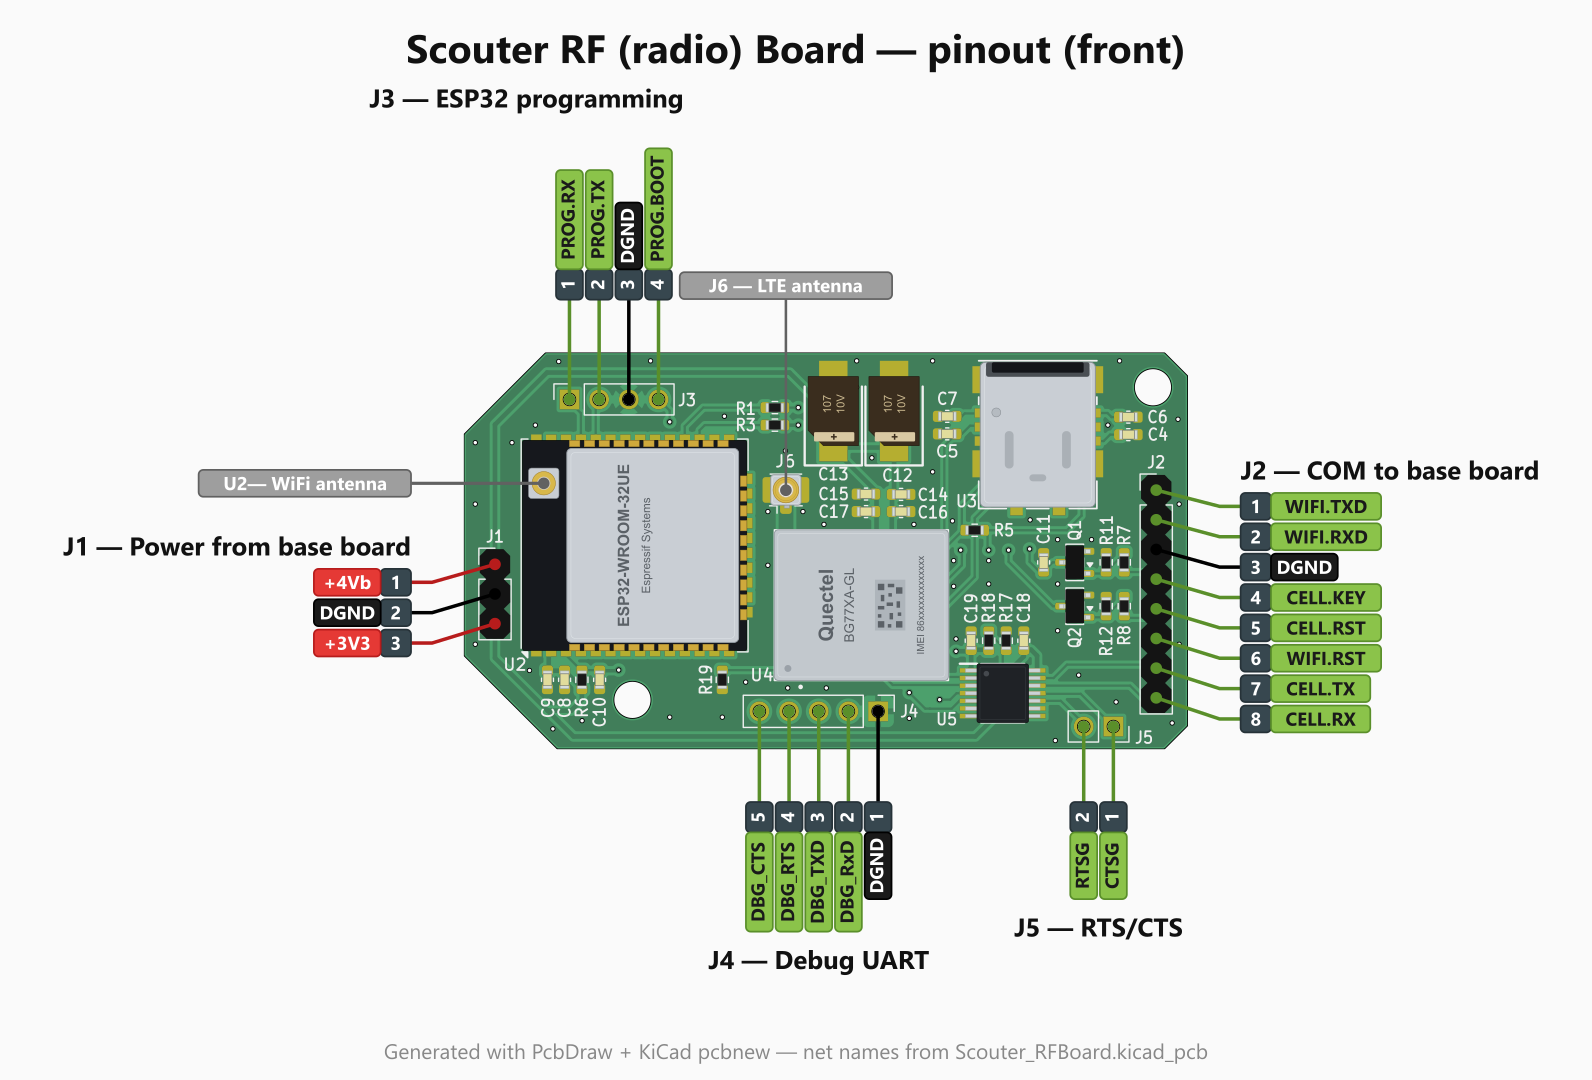 Scouter RF (radio) Board — pinout (front)
J3 — ESP32 programming
PROG.RX
PROG.TX
DGND
PROG.BOOT
1
2
3
4
J6 — LTE antenna
U2— WiFi antenna
J1 — Power from base board
+4Vb 1
DGND 2
+3V3 3
J2 — COM to base board
1 WIFI.TXD
2 WIFI.RXD
3 DGND
4 CELL.KEY
5 CELL.RST
6 WIFI.RST
7 CELL.TX
8 CELL.RX
J3
R1
R3
107
10V
+
107
10V
+
C13
C12
C7
C5
C6
C4
J2
J6
C15
C14
C17
C16
U3
R5
C11
Q1
R11
R7
J1
ESP32-WROOM-32UE
Espressif Systems
Quectel
BG77XA-GL
IMEI 86xxxxxxxxxxxxx
C19
R18
R17
C18
Q2
R12
R8
U2
C9
C8
R6
C10
R19
U4
J4
U5
J5
5
4
3
2
1
DBG_CTS
DBG_RTS
DBG_TXD
DBG_RxD
DGND
2
1
RTSG
CTSG
J5 — RTS/CTS
J4 — Debug UART
Generated with PcbDraw + KiCad pcbnew — net names from Scouter_RFBoard.kicad_pcb